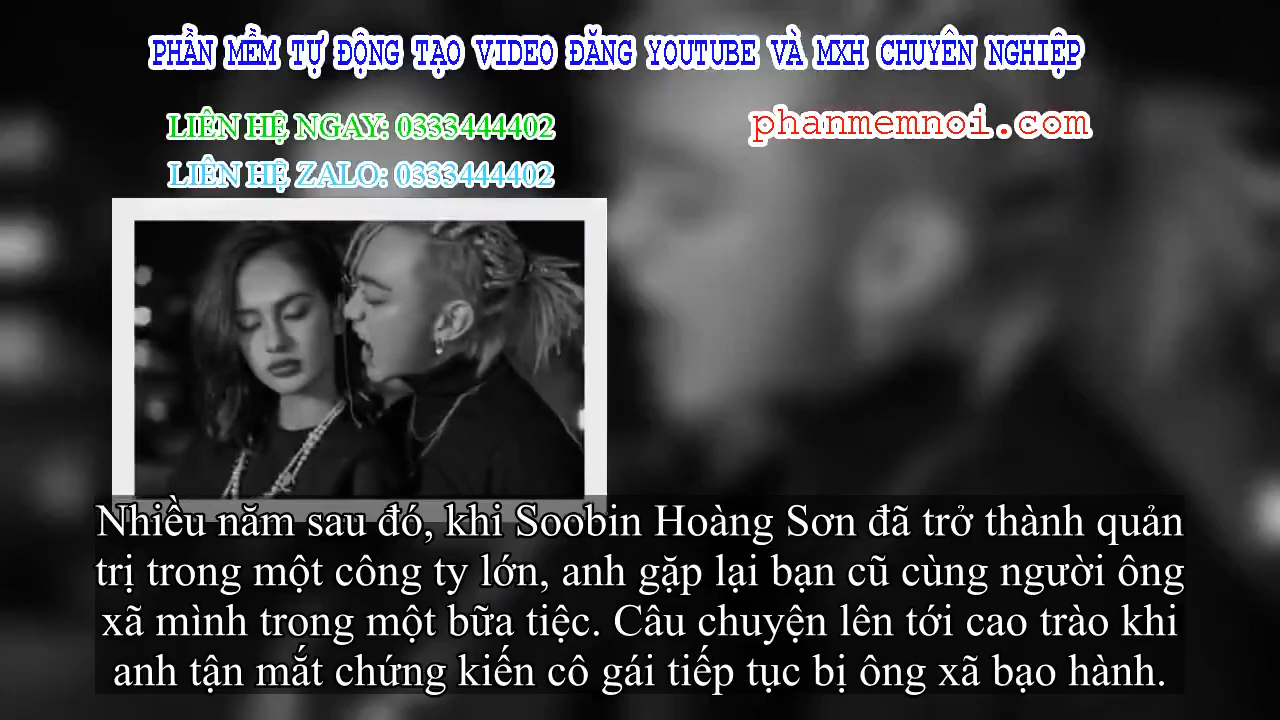 PHẦN MỀM TỰ ĐỘNG TẠO VIDEO ĐĂNG YOUTUBE VÀ MXH CHUYÊN NGHIỆP
LIÊN HỆ NGAY: 0333444402
phanmemnoi.com
LIÊN HỆ ZALO: 0333444402
Nhiều năm sau đó, khi Soobin Hoàng Sơn đã trở thành quản
trị trong một công ty lớn, anh gặp lại bạn cũ cùng người ông
xã mình trong một bữa tiệc. Câu chuyện lên tới cao trào khi
anh tận mắt chứng kiến cô gái tiếp tục bị ông xã bạo hành.